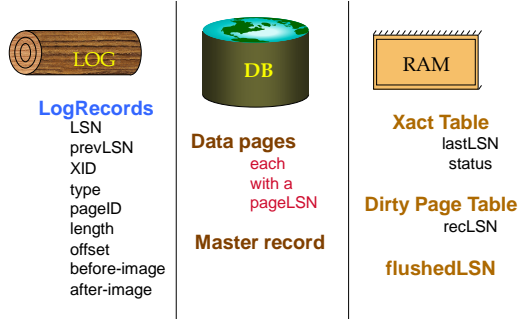 LOG
LogRecords
LSN
prevLSN
XID
type
pageID
length
offset
before-image
after-image
DB
Data pages
each
with a
pageLSN
Master record
RAM
Xact Table
lastLSN
status
Dirty Page Table
recLSN
flushedLSN